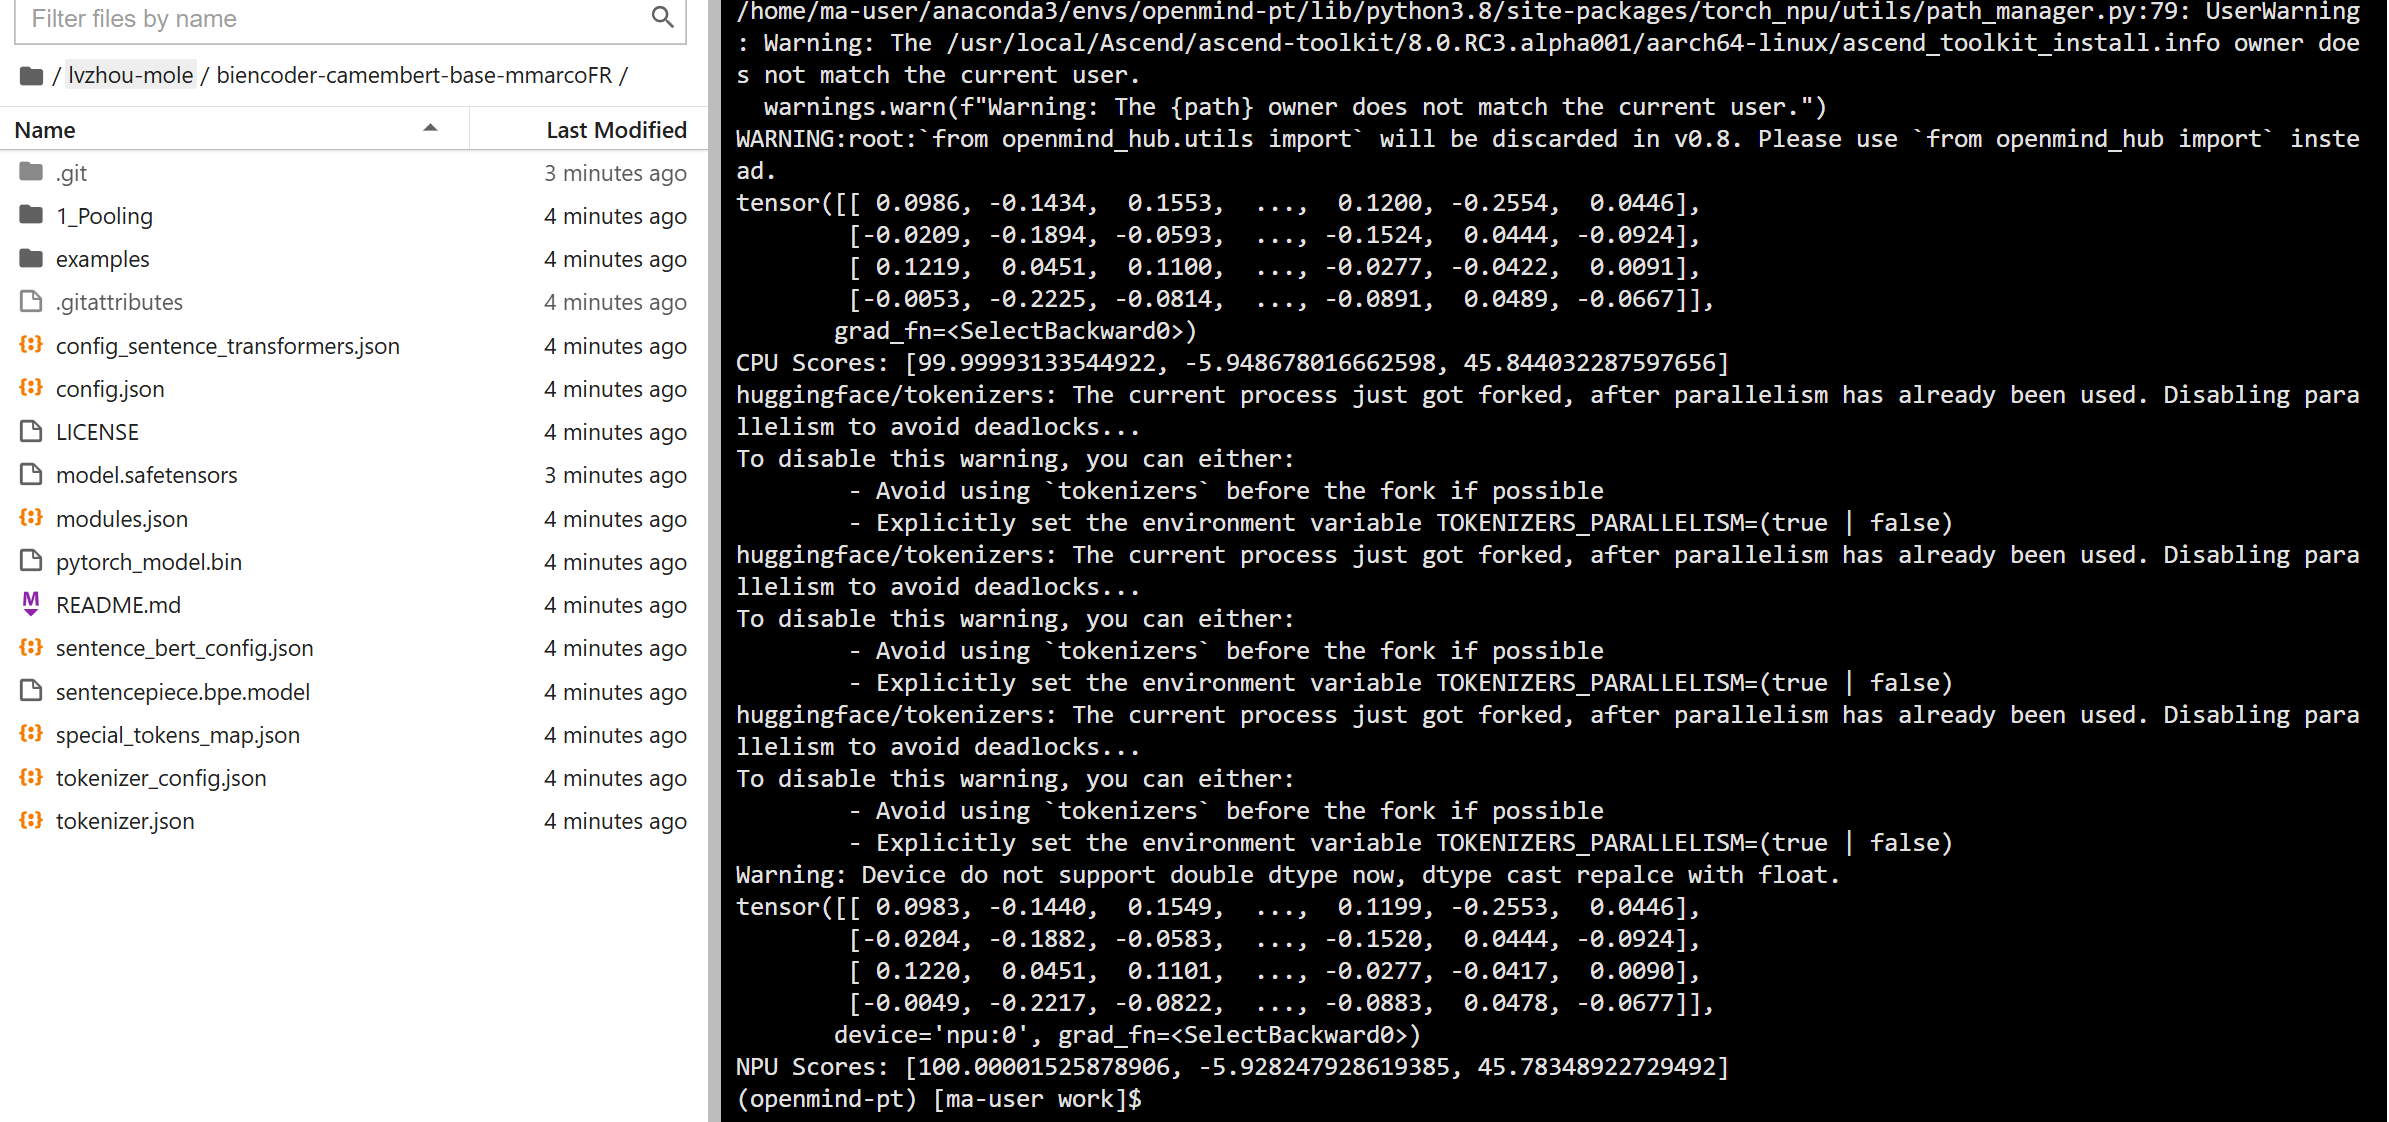 Filter files by name
/ lvzhou-mole / biencoder-camembert-base-mmarcoFR /
Name Last Modified
.git 3 minutes ago
1_Pooling 4 minutes ago
examples 4 minutes ago
.gitattributes 4 minutes ago
config_sentence_transformers.json 4 minutes ago
config.json 4 minutes ago
LICENSE 4 minutes ago
model.safetensors 3 minutes ago
modules.json 4 minutes ago
pytorch_model.bin 4 minutes ago
README.md 4 minutes ago
sentence_bert_config.json 4 minutes ago
sentencepiece.bpe.model 4 minutes ago
special_tokens_map.json 4 minutes ago
tokenizer_config.json 4 minutes ago
tokenizer.json 4 minutes ago
/home/ma-user/anaconda3/envs/openmind-pt/lib/python3.8/site-packages/torch_npu/utils/path_manager.py:79: UserWarning
: Warning: The /usr/local/Ascend/ascend-toolkit/8.0.RC3.alpha001/aarch64-linux/ascend_toolkit_install.info owner doe
s not match the current user.
  warnings.warn(f"Warning: The {path} owner does not match the current user.")
WARNING:root:`from openmind_hub.utils import` will be discarded in v0.8. Please use `from openmind_hub import` inste
ad.
tensor([[ 0.0986, -0.1434,  0.1553,  ...,  0.1200, -0.2554,  0.0446],
        [-0.0209, -0.1894, -0.0593,  ..., -0.1524,  0.0444, -0.0924],
        [ 0.1219,  0.0451,  0.1100,  ..., -0.0277, -0.0422,  0.0091],
        [-0.0053, -0.2225, -0.0814,  ..., -0.0891,  0.0489, -0.0667]],
       grad_fn=<SelectBackward0>)
CPU Scores: [99.99993133544922, -5.948678016662598, 45.844032287597656]
huggingface/tokenizers: The current process just got forked, after parallelism has already been used. Disabling para
llelism to avoid deadlocks...
To disable this warning, you can either:
        - Avoid using `tokenizers` before the fork if possible
        - Explicitly set the environment variable TOKENIZERS_PARALLELISM=(true | false)
huggingface/tokenizers: The current process just got forked, after parallelism has already been used. Disabling para
llelism to avoid deadlocks...
To disable this warning, you can either:
        - Avoid using `tokenizers` before the fork if possible
        - Explicitly set the environment variable TOKENIZERS_PARALLELISM=(true | false)
huggingface/tokenizers: The current process just got forked, after parallelism has already been used. Disabling para
llelism to avoid deadlocks...
To disable this warning, you can either:
        - Avoid using `tokenizers` before the fork if possible
        - Explicitly set the environment variable TOKENIZERS_PARALLELISM=(true | false)
Warning: Device do not support double dtype now, dtype cast repalce with float.
tensor([[ 0.0983, -0.1440,  0.1549,  ...,  0.1199, -0.2553,  0.0446],
        [-0.0204, -0.1882, -0.0583,  ..., -0.1520,  0.0444, -0.0924],
        [ 0.1220,  0.0451,  0.1101,  ..., -0.0277, -0.0417,  0.0090],
        [-0.0049, -0.2217, -0.0822,  ..., -0.0883,  0.0478, -0.0677]],
       device='npu:0', grad_fn=<SelectBackward0>)
NPU Scores: [100.00001525878906, -5.928247928619385, 45.78348922729492]
(openmind-pt) [ma-user work]$